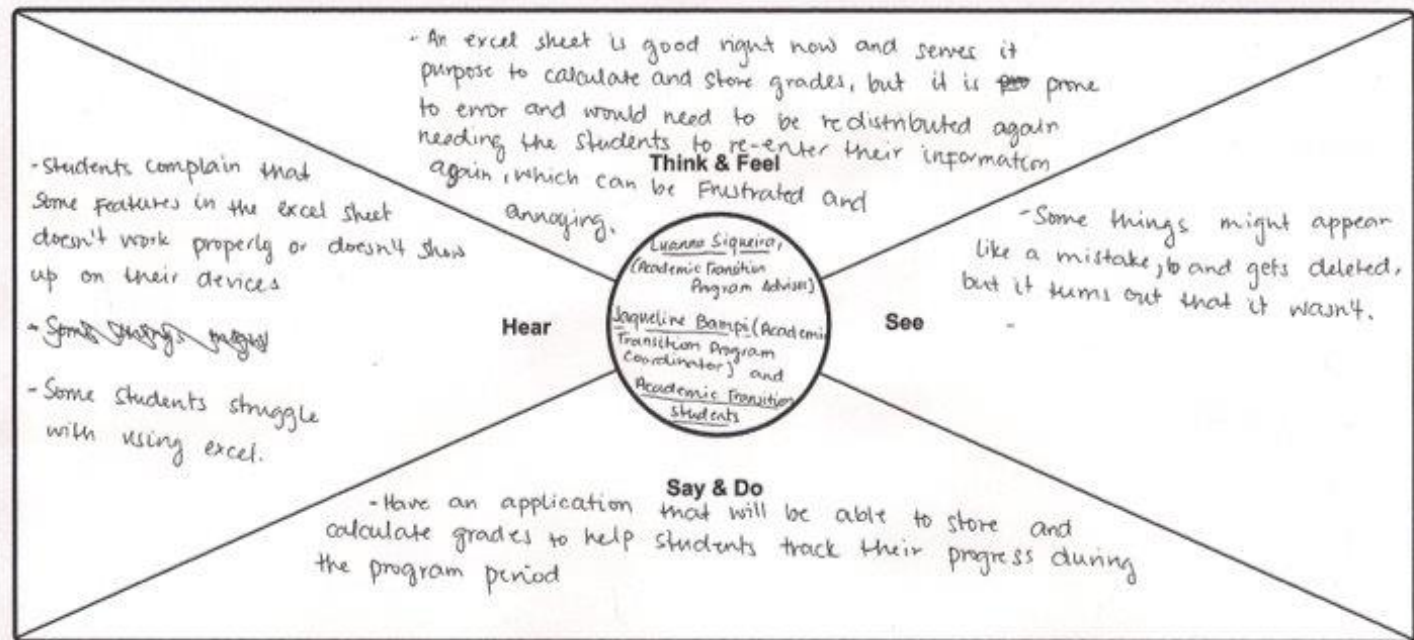 - An excel sheet is good right now and serves it
purpose to calculate and store grades, but it is prone
to error and would need to be redistributed again
needing the students to re-enter their information
again, which can be Frustrated and
annoying.
Think & Feel
- Students complain that
some features in the excel sheet
doesn't work properly or doesn't show
up on their devices
- Some students struggle
with using excel.
Hear
Luanna Siqueira,
(Academic Transition
Program Advisor)
Jaqueline Bampi (Academic
Transition Program
Coordinator) and
Academic Transition
students
See
- Some things might appear
like a mistake, and gets deleted,
but it turns out that it wasn't.
Say & Do
- Have an application that will be able to store and
calculate grades to help students track their progress during
the program period